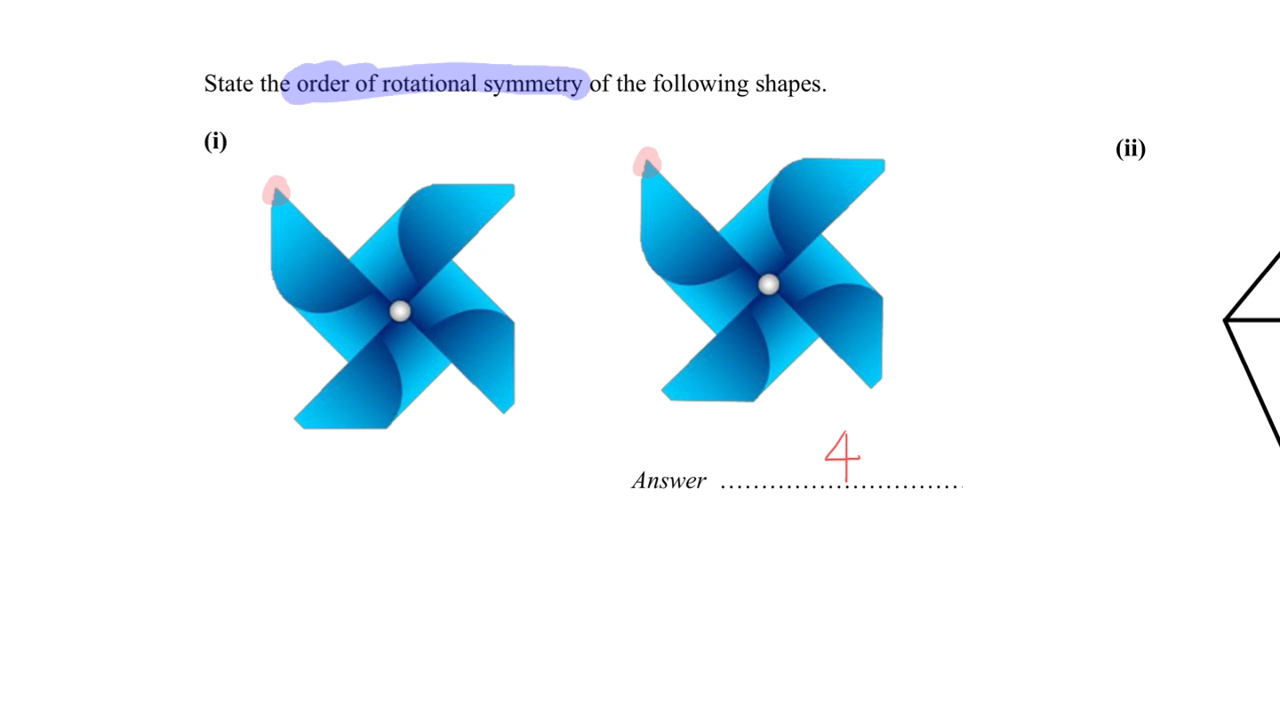 State the order of rotational symmetry of the following shapes.
(i)
(ii)
4
Answer ..............................